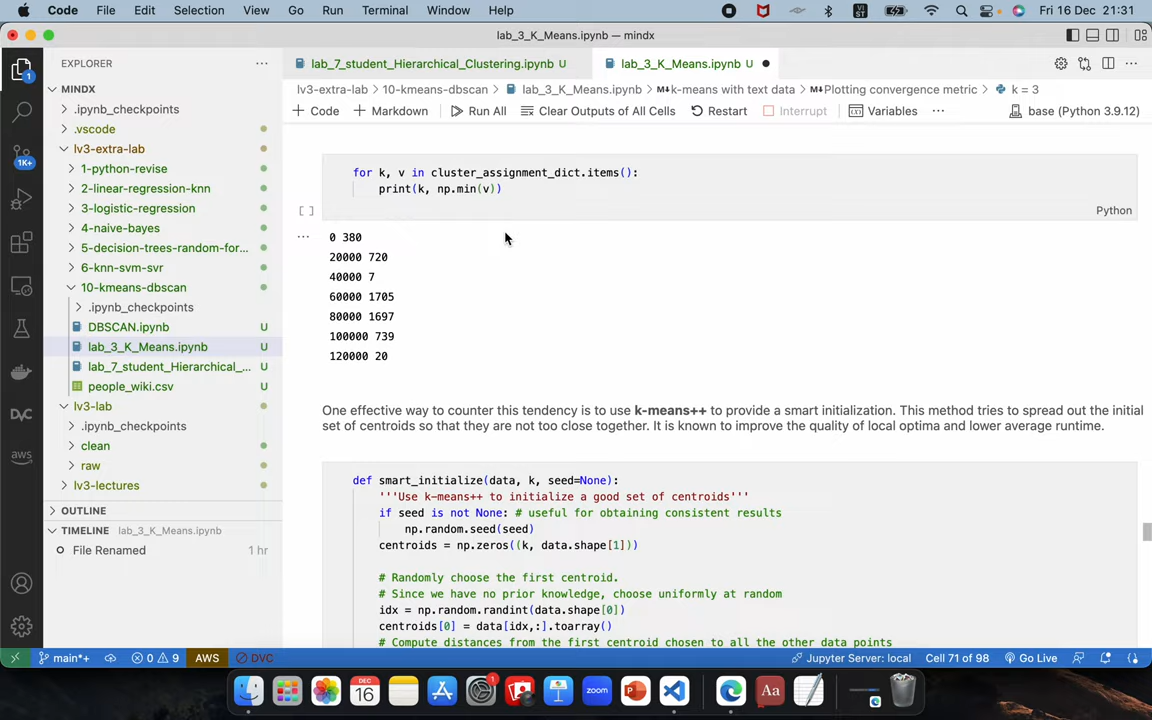 Code File Edit Selection View Go Run Terminal Window Help
VI
ST
Fri 16 Dec 21:31
lab_3_K_Means.ipynb — mindx
EXPLORER
lab_7_student_Hierarchical_Clustering.ipynb U
lab_3_K_Means.ipynb U
lv3-extra-lab > 10-kmeans-dbscan > lab_3_K_Means.ipynb > M↓k-means with text data > M↓Plotting convergence metric > k = 3
+ Code + Markdown Run All Clear Outputs of All Cells Restart Interrupt Variables ··· base (Python 3.9.12)
MINDX
.ipynb_checkpoints
.vscode
lv3-extra-lab
1-python-revise
2-linear-regression-knn
3-logistic-regression
4-naive-bayes
5-decision-trees-random-for...
6-knn-svm-svr
10-kmeans-dbscan
.ipynb_checkpoints
DBSCAN.ipynb U
lab_3_K_Means.ipynb U
lab_7_student_Hierarchical_... U
people_wiki.csv U
lv3-lab
.ipynb_checkpoints
clean
raw
lv3-lectures
OUTLINE
TIMELINE lab_3_K_Means.ipynb
File Renamed 1 hr
1
1K+
DVC
aws
for k, v in cluster_assignment_dict.items():
print(k, np.min(v))
[ ]
Python
0 380
20000 720
40000 7
60000 1705
80000 1697
100000 739
120000 20
One effective way to counter this tendency is to use k-means++ to provide a smart initialization. This method tries to spread out the initial
set of centroids so that they are not too close together. It is known to improve the quality of local optima and lower average runtime.
def smart_initialize(data, k, seed=None):
'''Use k-means++ to initialize a good set of centroids'''
if seed is not None: # useful for obtaining consistent results
np.random.seed(seed)
centroids = np.zeros((k, data.shape[1]))
# Randomly choose the first centroid.
# Since we have no prior knowledge, choose uniformly at random
idx = np.random.randint(data.shape[0])
centroids[0] = data[idx,:].toarray()
# Compute distances from the first centroid chosen to all the other data points
main*+ 0 9 AWS DVC Jupyter Server: local Cell 71 of 98 Go Live
DEC
16
1
zoom
Aa